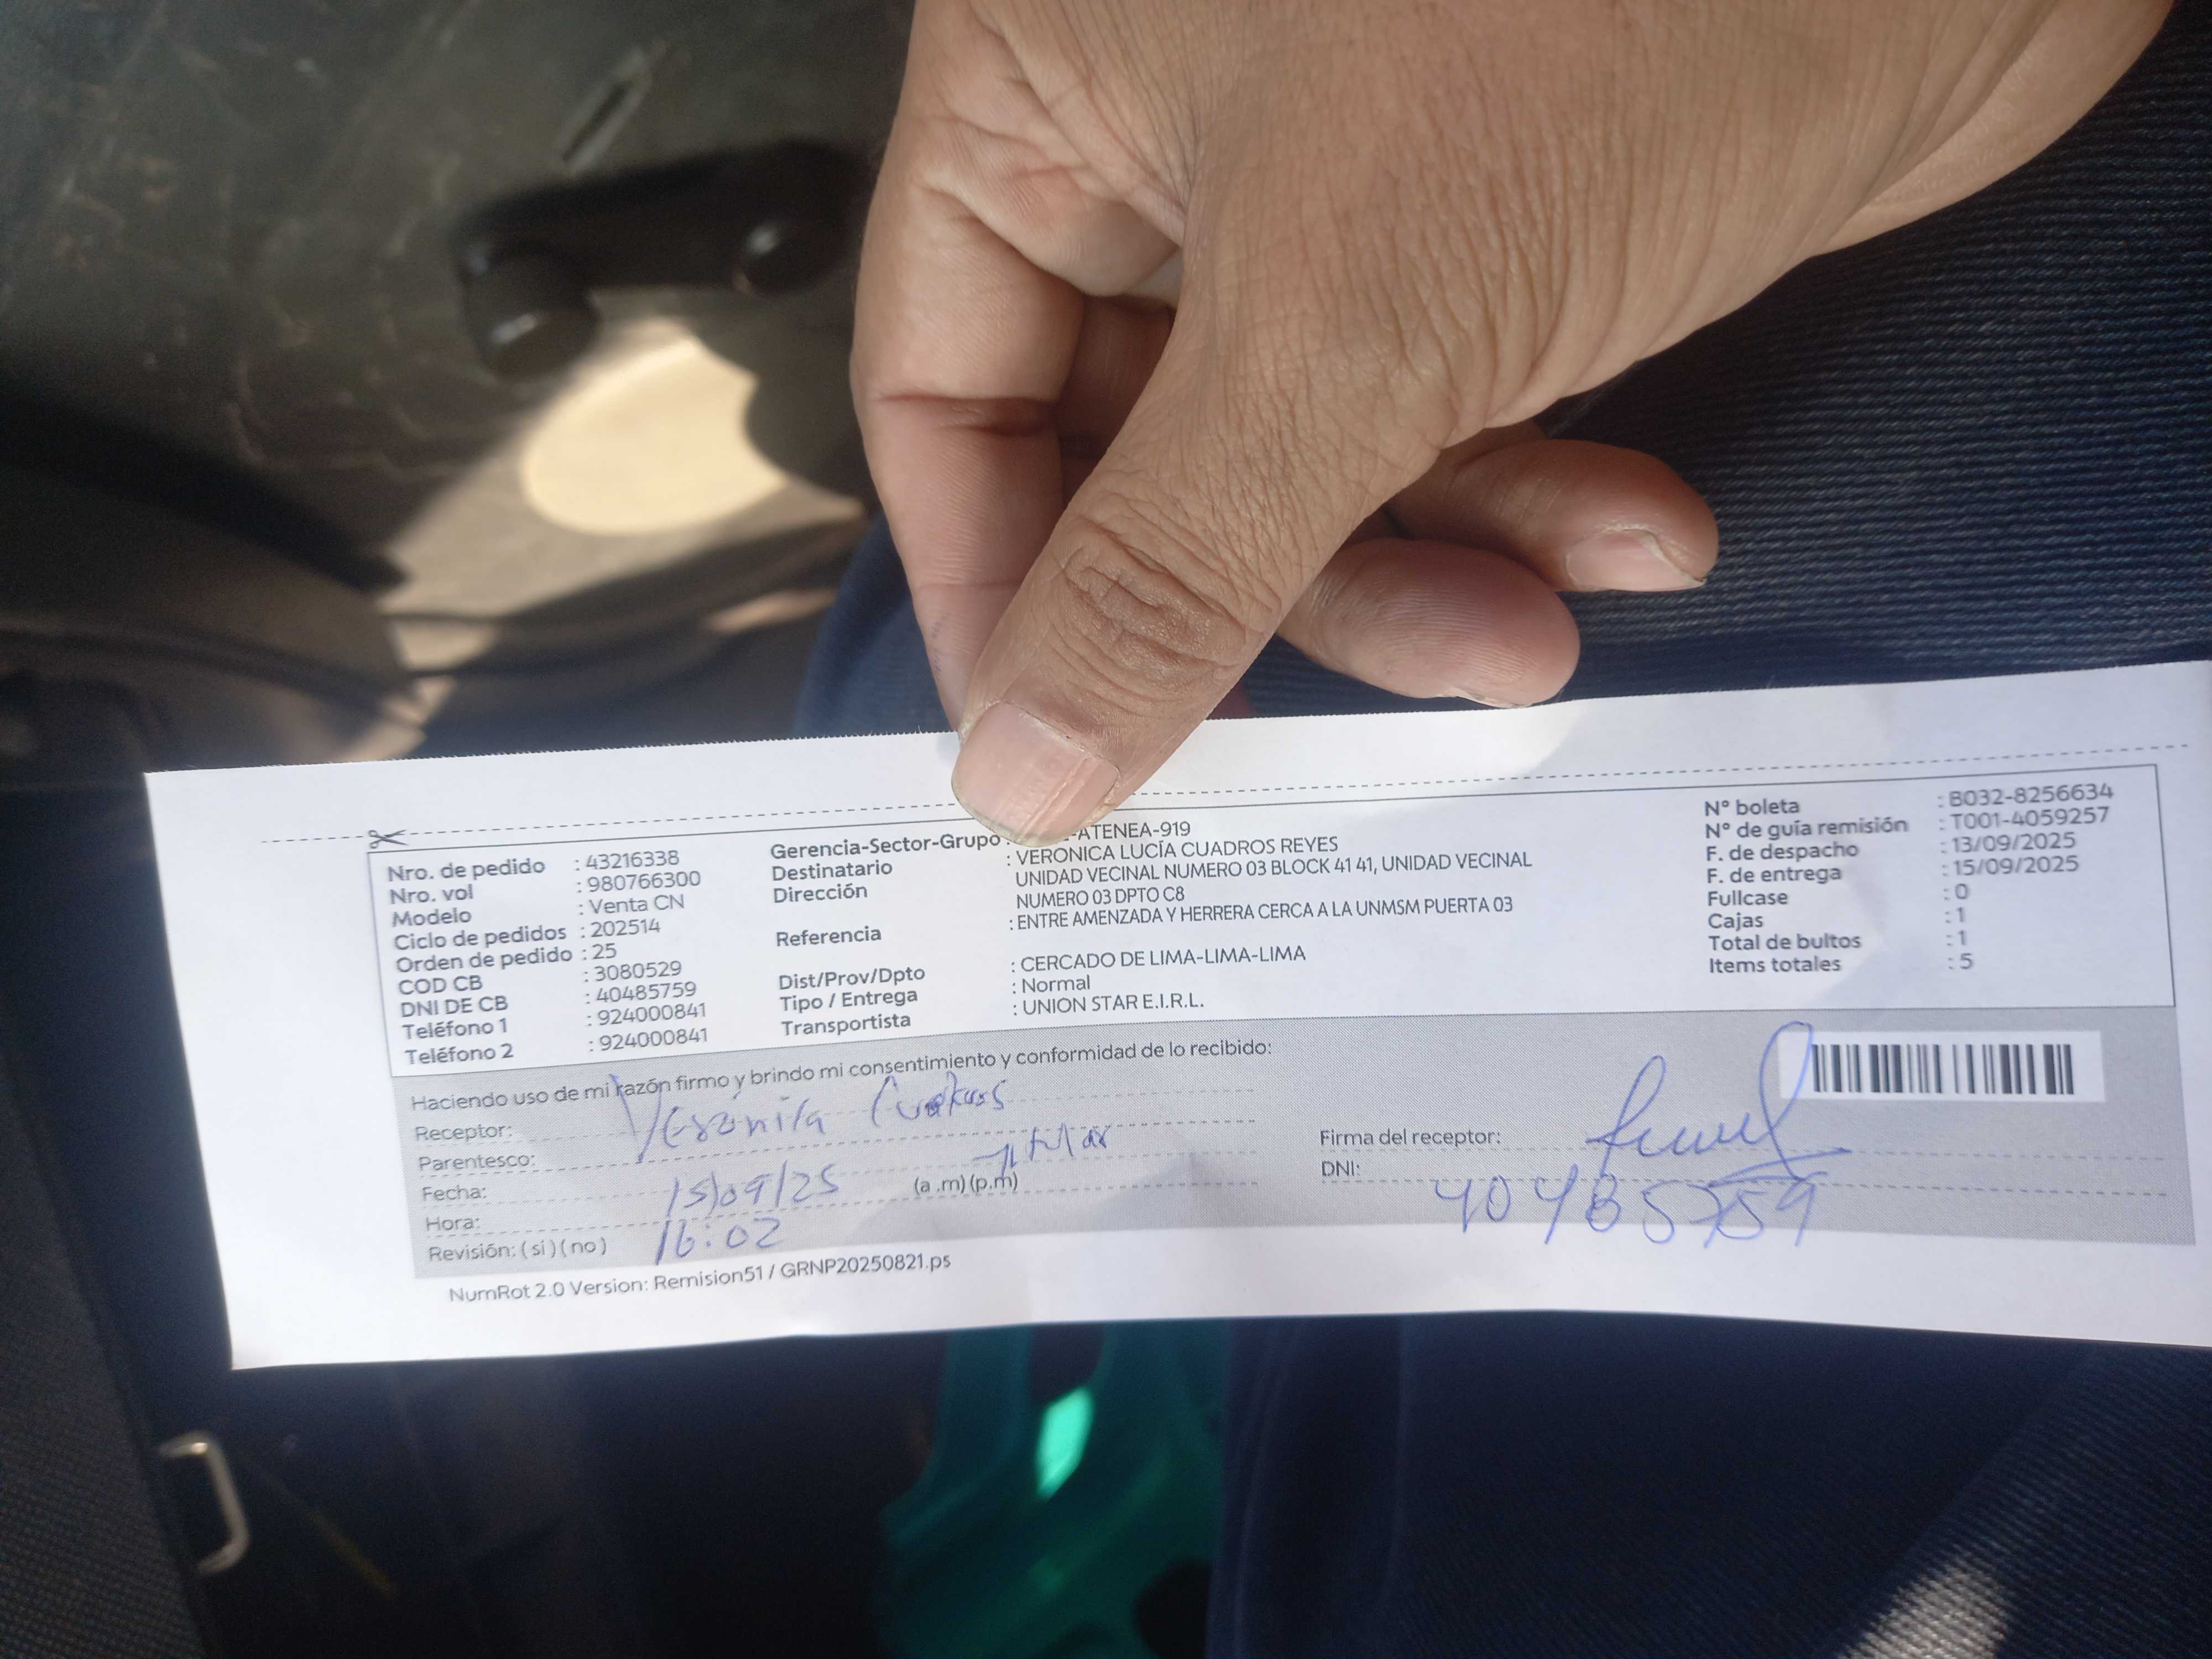 Nro. de pedido : 43216338
Nro. vol : 980766300
Modelo : Venta CN
Ciclo de pedidos : 202514
Orden de pedido : 25
COD CB : 3080529
DNI DE CB : 40485759
Teléfono 1 : 924000841
Teléfono 2 : 924000841
Gerencia-Sector-Grupo : -ATENEA-919
Destinatario : VERONICA LUCÍA CUADROS REYES
Dirección UNIDAD VECINAL NUMERO 03 BLOCK 41 41, UNIDAD VECINAL
NUMERO 03 DPTO C8
Referencia : ENTRE AMENZADA Y HERRERA CERCA A LA UNMSM PUERTA 03
Dist/Prov/Dpto : CERCADO DE LIMA-LIMA-LIMA
Tipo / Entrega : Normal
Transportista : UNION STAR E.I.R.L.
N° boleta : B032-8256634
N° de guía remisión : T001-4059257
F. de despacho : 13/09/2025
F. de entrega : 15/09/2025
Fullcase : 0
Cajas : 1
Total de bultos : 1
Items totales : 5
Haciendo uso de mi razón firmo y brindo mi consentimiento y conformidad de lo recibido:
Receptor: Veronica Cuadros
Parentesco: titular
Fecha: 15/09/25 (a .m) (p.m)
Hora: 16:02
Revisión: ( si ) ( no )
Firma del receptor:
DNI: 40485759
NumRot 2.0 Version: Remision51 / GRNP20250821.ps